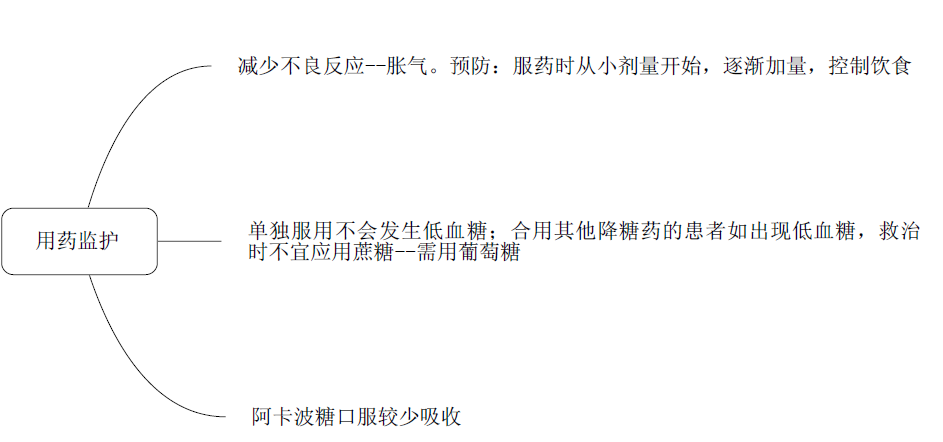 减少不良反应--胀气。预防：服药时从小剂量开始，逐渐加量，控制饮食
用药监护
单独服用不会发生低血糖；合用其他降糖药的患者如出现低血糖，救治
时不宜应用蔗糖--需用葡萄糖
阿卡波糖口服较少吸收